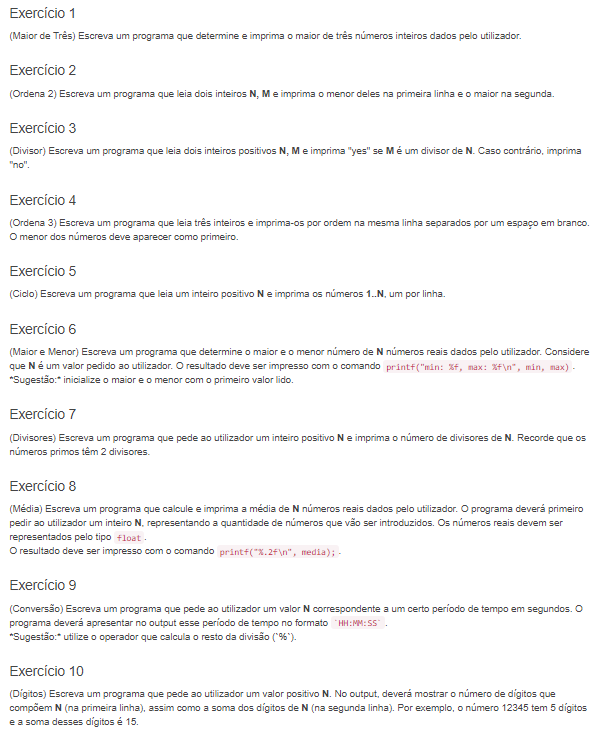 Exercício 1
(Maior de Três) Escreva um programa que determine e imprima o maior de três números inteiros dados pelo utilizador.
Exercício 2
(Ordena 2) Escreva um programa que leia dois inteiros N, M e imprima o menor deles na primeira linha e o maior na segunda.
Exercício 3
(Divisor) Escreva um programa que leia dois inteiros positivos N, M e imprima "yes" se M é um divisor de N. Caso contrário, imprima
"no".
Exercício 4
(Ordena 3) Escreva um programa que leia três inteiros e imprima-os por ordem na mesma linha separados por um espaço em branco.
O menor dos números deve aparecer como primeiro.
Exercício 5
(Ciclo) Escreva um programa que leia um inteiro positivo N e imprima os números 1..N, um por linha.
Exercício 6
(Maior e Menor) Escreva um programa que determine o maior e o menor número de N números reais dados pelo utilizador. Considere
que N é um valor pedido ao utilizador. O resultado deve ser impresso com o comando printf("min: %f, max: %f\n", min, max) .
*Sugestão:* inicialize o maior e o menor com o primeiro valor lido.
Exercício 7
(Divisores) Escreva um programa que pede ao utilizador um inteiro positivo N e imprima o número de divisores de N. Recorde que os
números primos têm 2 divisores.
Exercício 8
(Média) Escreva um programa que calcule e imprima a média de N números reais dados pelo utilizador. O programa deverá primeiro
pedir ao utilizador um inteiro N, representando a quantidade de números que vão ser introduzidos. Os números reais devem ser
representados pelo tipo float .
O resultado deve ser impresso com o comando printf("%.2f\n", media); .
Exercício 9
(Conversão) Escreva um programa que pede ao utilizador um valor N correspondente a um certo período de tempo em segundos. O
programa deverá apresentar no output esse período de tempo no formato `HH:MM:SS` .
*Sugestão:* utilize o operador que calcula o resto da divisão (`%`).
Exercício 10
(Dígitos) Escreva um programa que pede ao utilizador um valor positivo N. No output, deverá mostrar o número de dígitos que
compõem N (na primeira linha), assim como a soma dos dígitos de N (na segunda linha). Por exemplo, o número 12345 tem 5 dígitos
e a soma desses dígitos é 15.